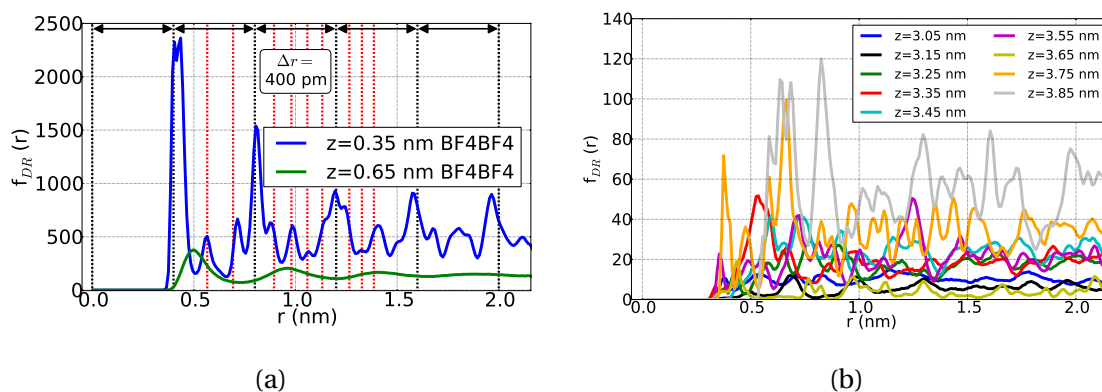 2500
2000
1500
1000
500
0
f_DR (r)
Δr =
400 pm
z=0.35 nm BF4BF4
z=0.65 nm BF4BF4
0.0 0.5 1.0 1.5 2.0
r (nm)
(a)
140
120
100
80
60
40
20
0
f_DR (r)
z=3.05 nm z=3.55 nm
z=3.15 nm z=3.65 nm
z=3.25 nm z=3.75 nm
z=3.35 nm z=3.85 nm
z=3.45 nm
0.0 0.5 1.0 1.5 2.0
r (nm)
(b)